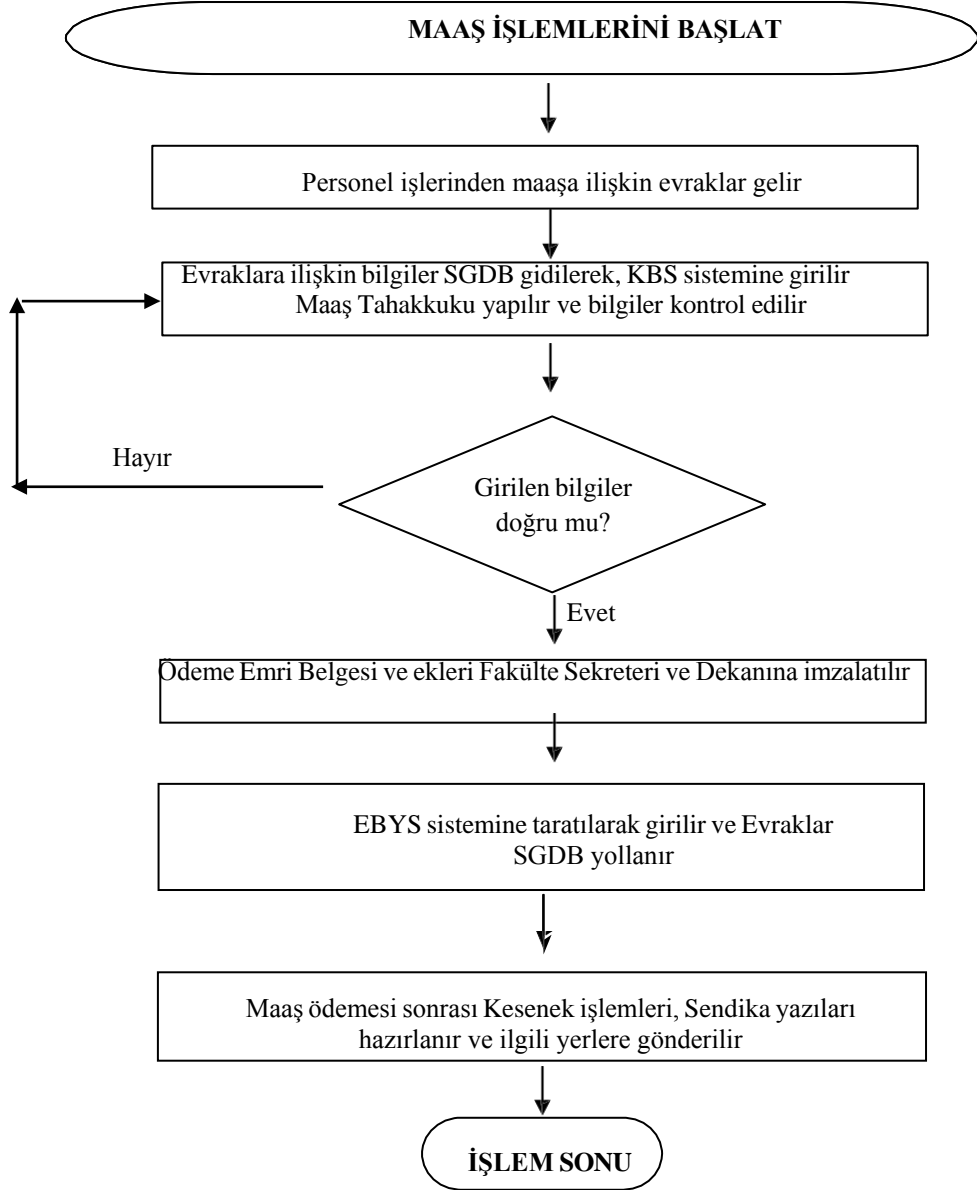 MAAŞ İŞLEMLERİNİ BAŞLAT
Personel işlerinden maaşa ilişkin evraklar gelir
Evraklara ilişkin bilgiler SGDB gidilerek, KBS sistemine girilir
Maaş Tahakkuku yapılır ve bilgiler kontrol edilir
Hayır
Girilen bilgiler
doğru mu?
Evet
Ödeme Emri Belgesi ve ekleri Fakülte Sekreteri ve Dekanına imzalatılır
EBYS sistemine taratılarak girilir ve Evraklar
SGDB yollanır
Maaş ödemesi sonrası Kesenek işlemleri, Sendika yazıları
hazırlanır ve ilgili yerlere gönderilir
İŞLEM SONU